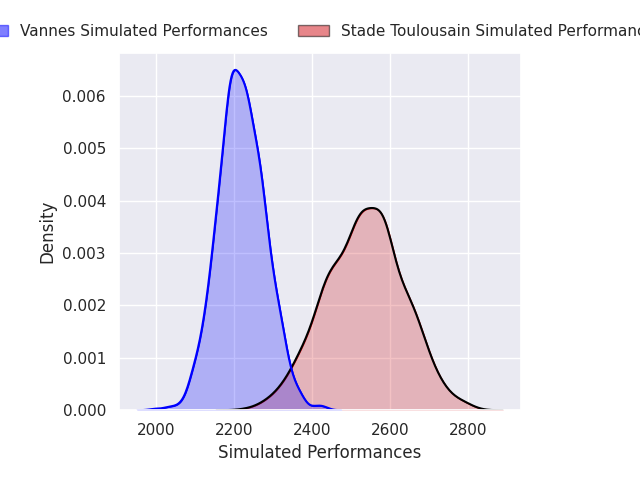 Vannes Simulated Performances
Stade Toulousain Simulated
0.006
0.005
0.004
0.003
0.002
0.001
0.000
Density
2000 2200 2400 2600 2800
Simulated Performances